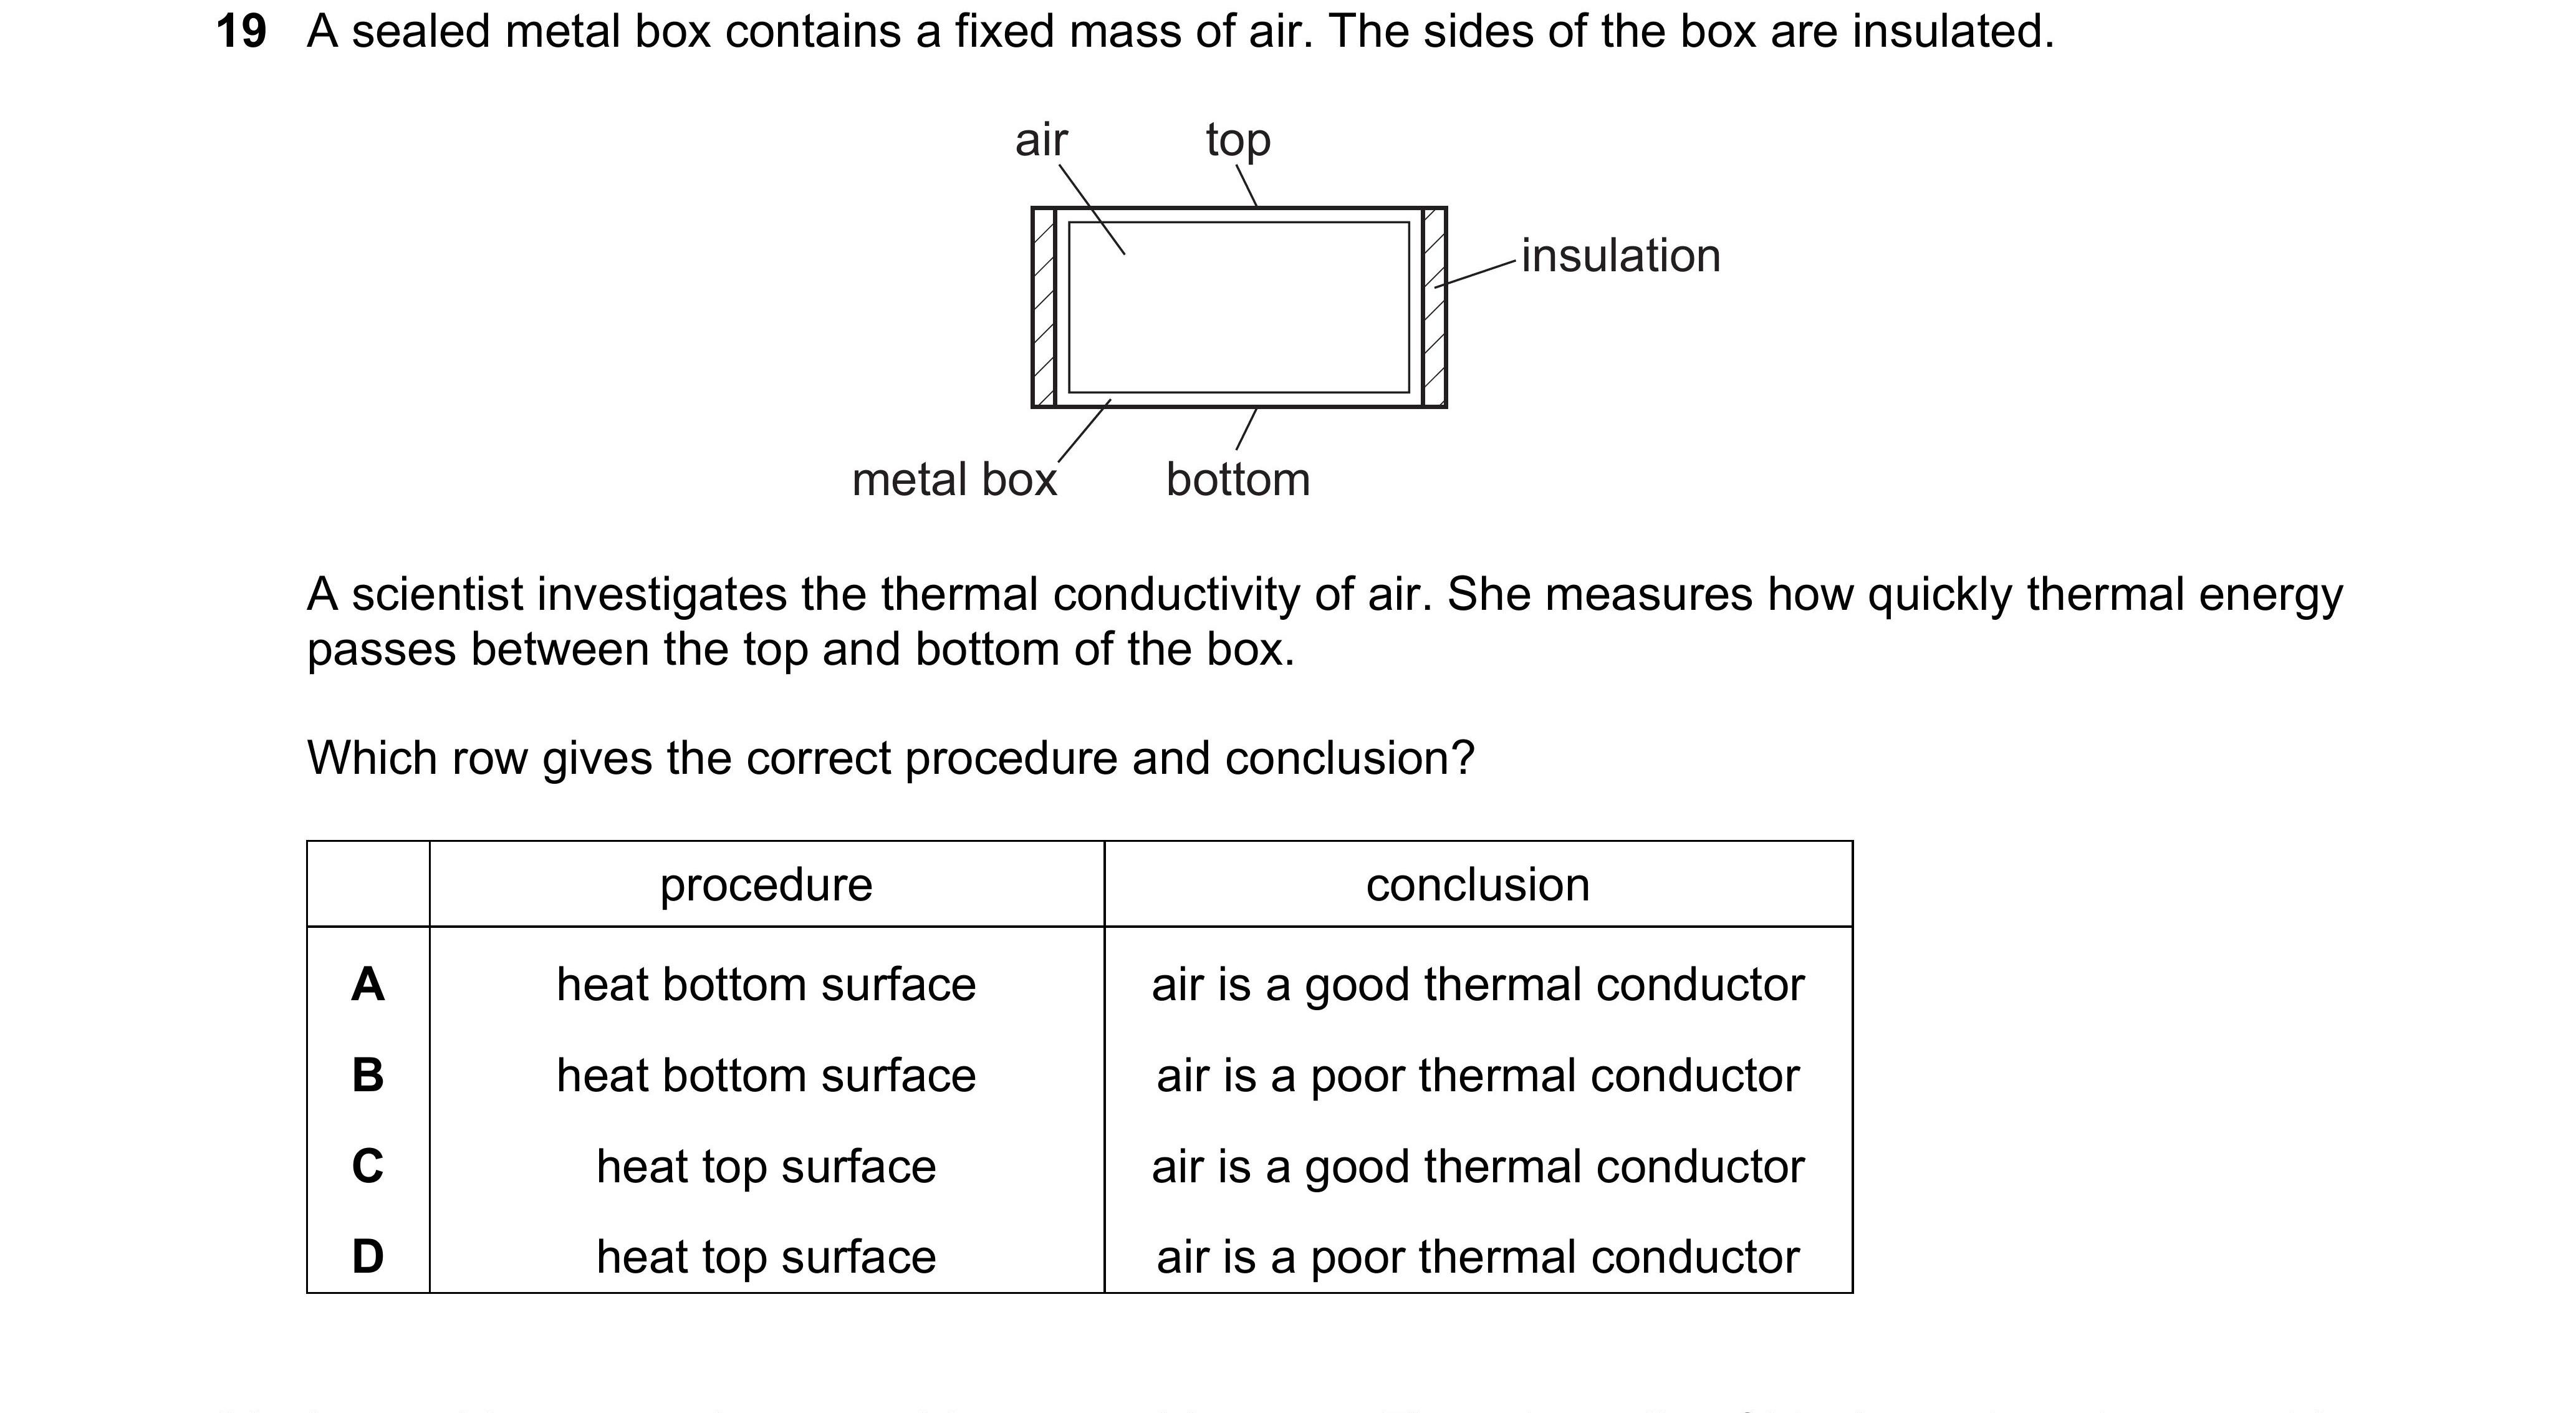 19 A sealed metal box contains a fixed mass of air. The sides of the box are insulated.
air top
insulation
metal box bottom
A scientist investigates the thermal conductivity of air. She measures how quickly thermal energy
passes between the top and bottom of the box.
Which row gives the correct procedure and conclusion?
procedure conclusion
A heat bottom surface air is a good thermal conductor
B heat bottom surface air is a poor thermal conductor
C heat top surface air is a good thermal conductor
D heat top surface air is a poor thermal conductor